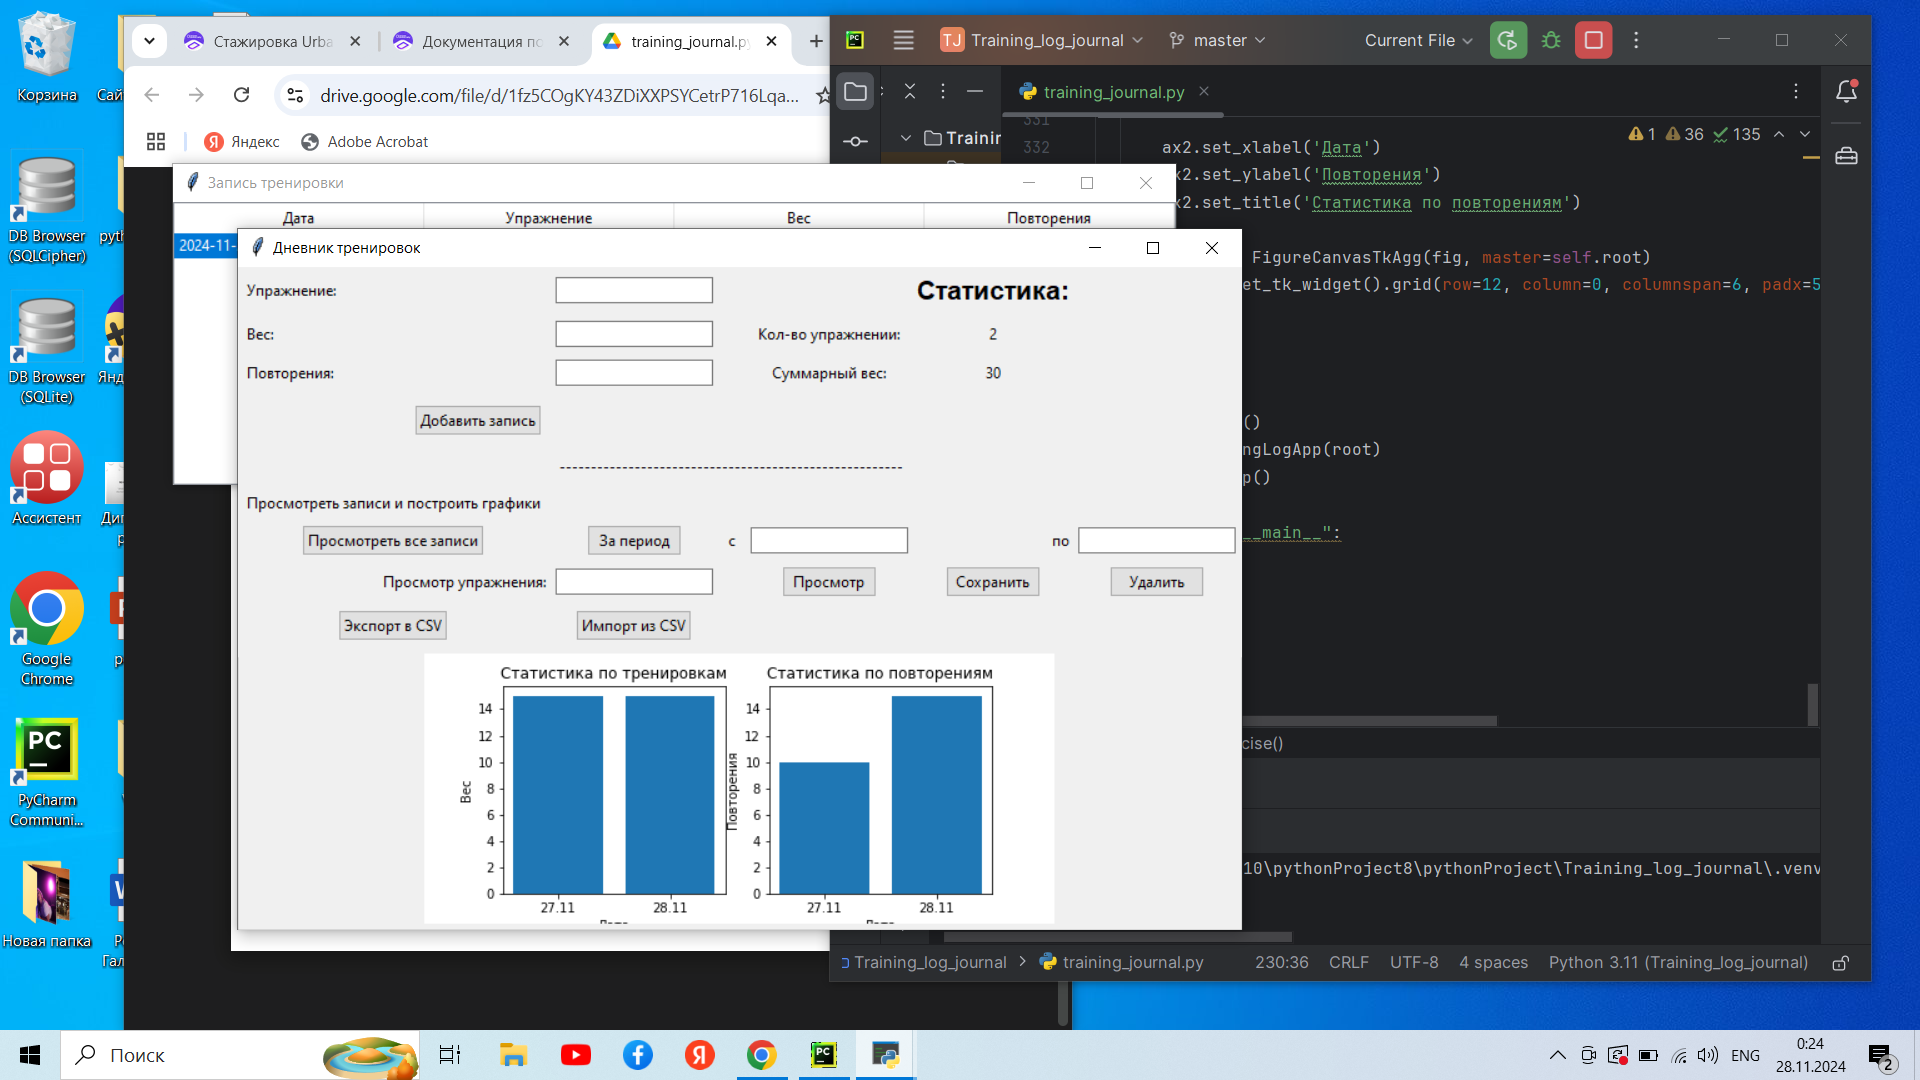 Корзина
DB Browser
(SQLCipher)
DB Browser
(SQLite)
Ассистент
Google
Chrome
PC
PyCharm
Communi...
Новая папка
Стажировка Urba
Документация по
training_journal.py
drive.google.com/file/d/1fz5COgKY43ZDiXXPSYCetrP716Lqa...
Яндекс
Adobe Acrobat
TJ
Training_log_journal
master
Current File
training_journal.py
Trainin
331
332
1
36
135
ax2.set_xlabel('Дата')
x2.set_ylabel('Повторения')
x2.set_title('Статистика по повторениям')
FigureCanvasTkAgg(fig, master=self.root)
et_tk_widget().grid(row=12, column=0, columnspan=6, padx=5
()
ngLogApp(root)
p()
__main__":
cise()
10\pythonProject8\pythonProject\Training_log_journal\.venv
Training_log_journal
training_journal.py
230:36
CRLF
UTF-8
4 spaces
Python 3.11 (Training_log_journal)
Запись тренировки
Дата
Упражнение
Вес
Повторения
2024-11-
Дневник тренировок
Упражнение:
Статистика:
Вес:
Кол-во упражнении:
2
Повторения:
Суммарный вес:
30
Добавить запись
-------------------------------------------------------
Просмотреть записи и построить графики
Просмотреть все записи
За период
с
по
Просмотр упражнения:
Просмотр
Сохранить
Удалить
Экспорт в CSV
Импорт из CSV
Статистика по тренировкам
Вес
14
12
10
8
6
4
2
0
27.11
28.11
Статистика по повторениям
Повторения
14
12
10
8
6
4
2
0
27.11
28.11
Поиск
ENG
0:24
28.11.2024
2